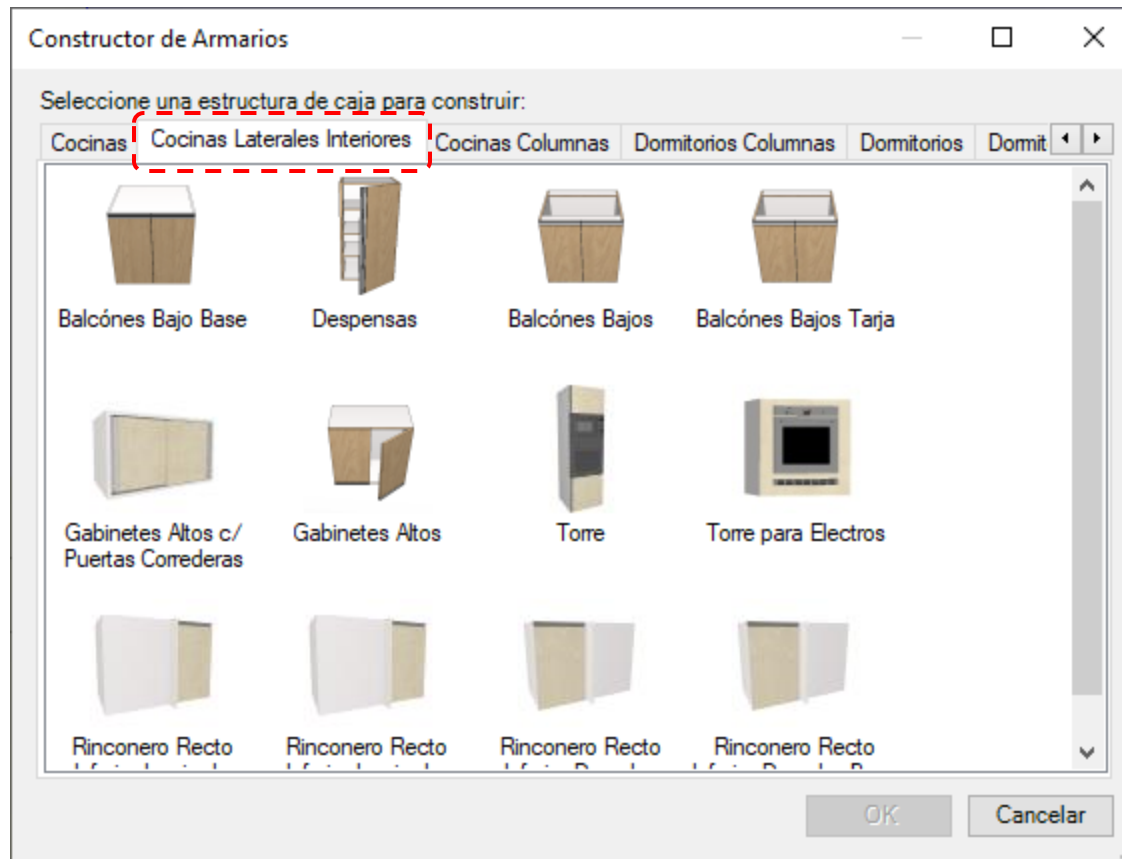 Constructor de Armarios
Seleccione una estructura de caja para construir:
Cocinas Cocinas Laterales Interiores Cocinas Columnas Dormitorios Columnas Dormitorios Dormit
Balcónes Bajo Base Despensas Balcónes Bajos Balcónes Bajos Tarja
Gabinetes Altos c/ Gabinetes Altos Torre Torre para Electros
Puertas Correderas
Rinconero Recto Rinconero Recto Rinconero Recto Rinconero Recto
OK Cancelar